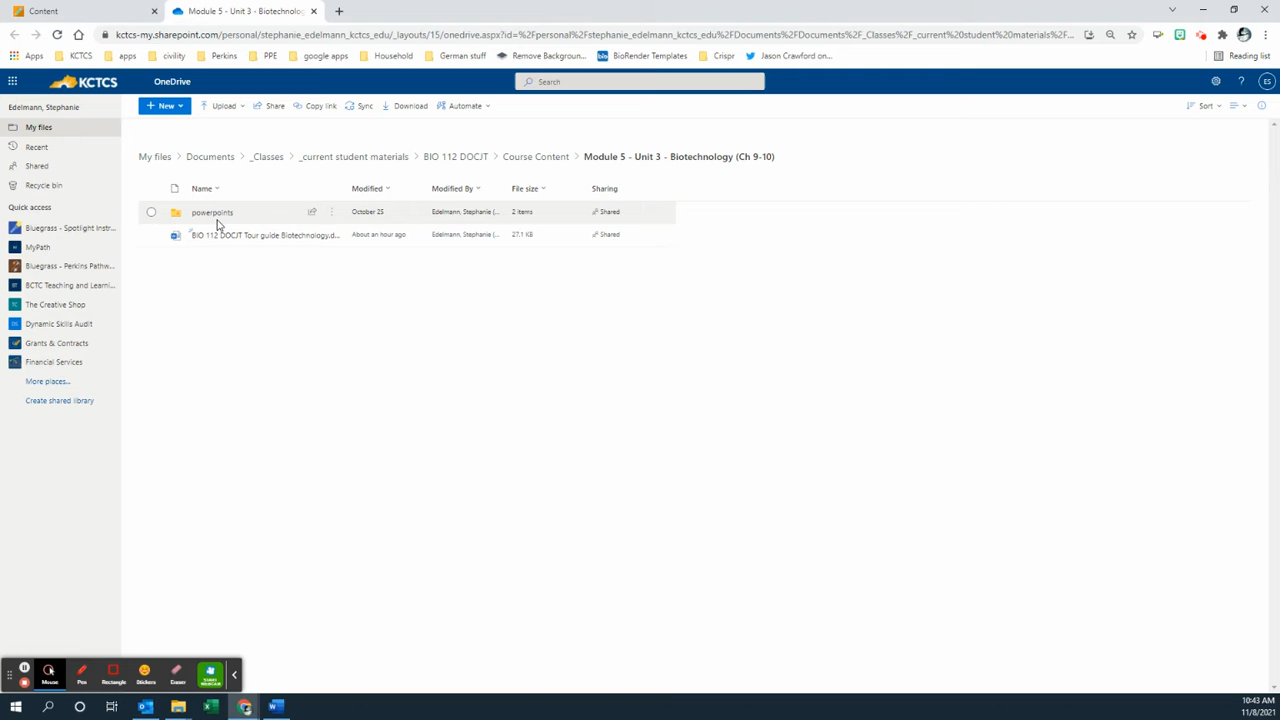 Content
Module 5 - Unit 3 - Biotechnolog
kctcs-my.sharepoint.com/personal/stephanie_edelmann_kctcs_edu/_layouts/15/onedrive.aspx?id=%2Fpersonal%2Fstephanie_edelmann_kctcs_edu%2FDocuments%2FDocuments_%2FClasses%2F_current%20student%20materials%2F...
Apps KCTCS apps civility Perkins PPE google apps Household German stuff Remove Backgroun... bio BioRender Templates Crispr Jason Crawford on... Reading list
KCTCS OneDrive Search ES
Edelmann, Stephanie
New Upload Share Copy link Sync Download Automate Sort
My files
Recent
Shared
Recycle bin
Quick access
Bluegrass - Spotlight Instr...
MyPath
Bluegrass - Perkins Pathw...
BCTC Teaching and Learni...
TC The Creative Shop
DS Dynamic Skills Audit
Grants & Contracts
Financial Services
More places...
Create shared library
My files > Documents > _Classes > _current student materials > BIO 112 DOCJT > Course Content > Module 5 - Unit 3 - Biotechnology (Ch 9-10)
Name Modified Modified By File size Sharing
powerpoints October 25 Edelmann, Stephanie ( 2 items Shared
BIO 112 DOCJT Tour guide Biotechnology.d... About an hour ago Edelmann, Stephanie ( 27.1 KB Shared
Mouse Pen Rectangle Stickers Eraser
10:43 AM
11/8/2021